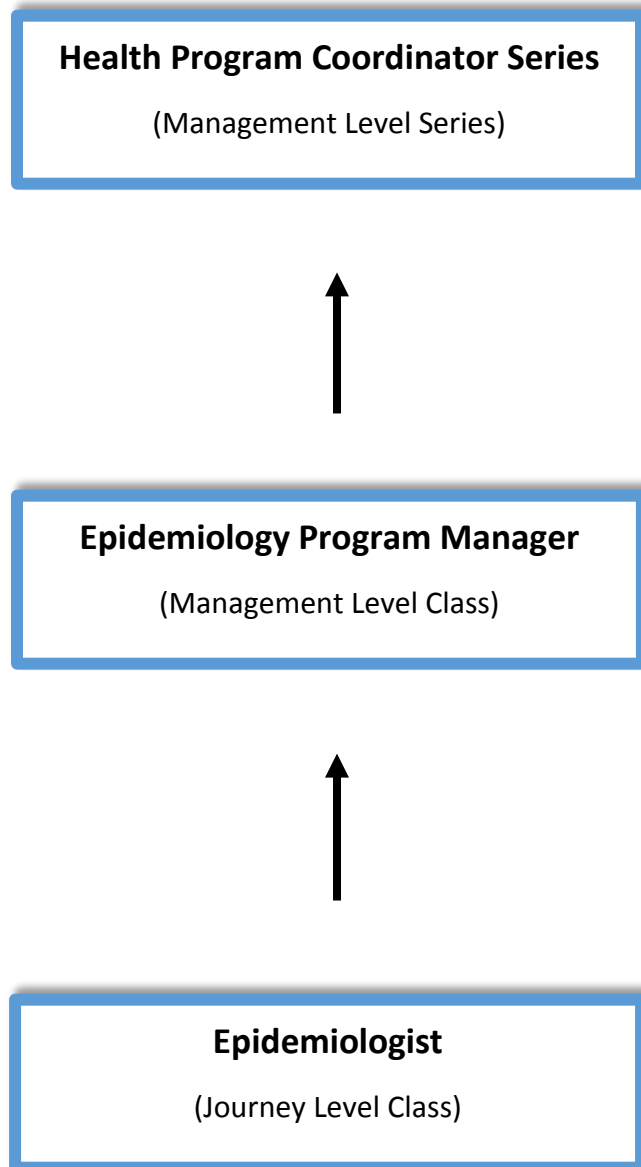 Health Program Coordinator Series
(Management Level Series)
Epidemiology Program Manager
(Management Level Class)
Epidemiologist
(Journey Level Class)